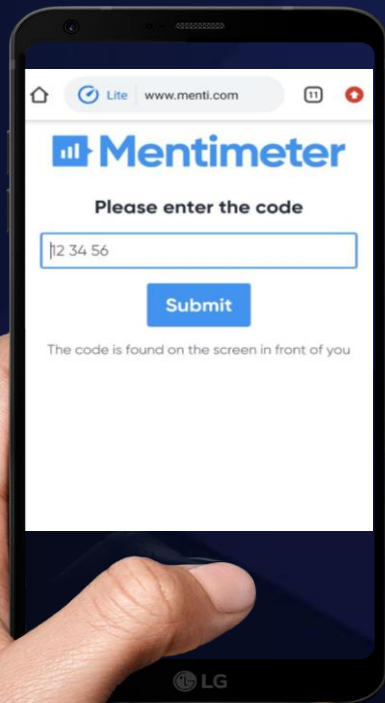 Lite www.menti.com 11
Mentimeter
Please enter the code
12 34 56
Submit
The code is found on the screen in front of you
LG